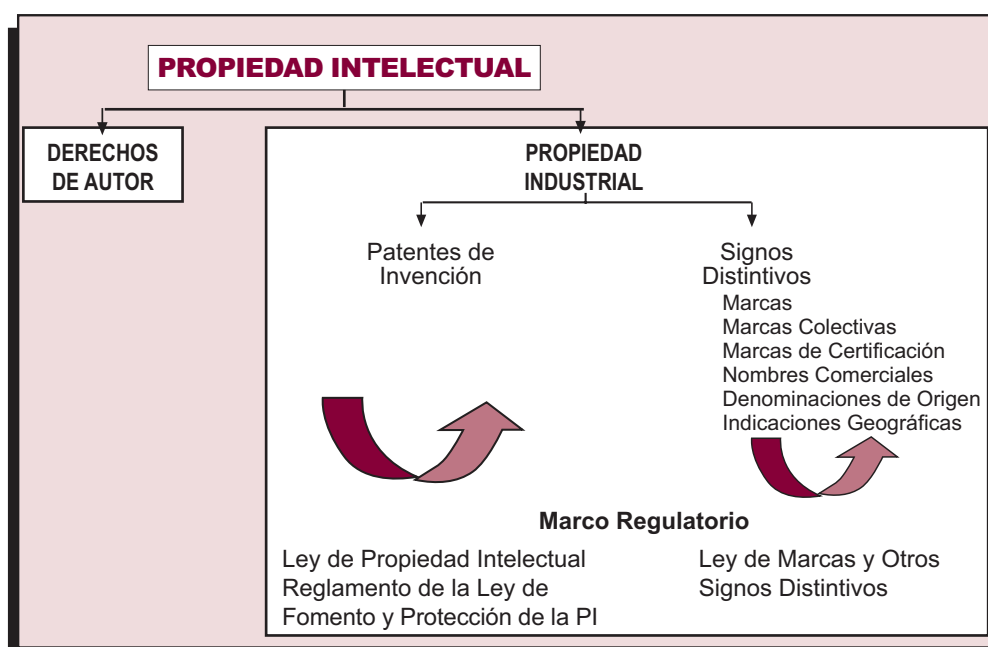 PROPIEDAD INTELECTUAL
DERECHOS
DE AUTOR
PROPIEDAD
INDUSTRIAL
Patentes de
Invención
Signos
Distintivos
Marcas
Marcas Colectivas
Marcas de Certificación
Nombres Comerciales
Denominaciones de Origen
Indicaciones Geográficas
Marco Regulatorio
Ley de Propiedad Intelectual
Reglamento de la Ley de
Fomento y Protección de la PI
Ley de Marcas y Otros
Signos Distintivos